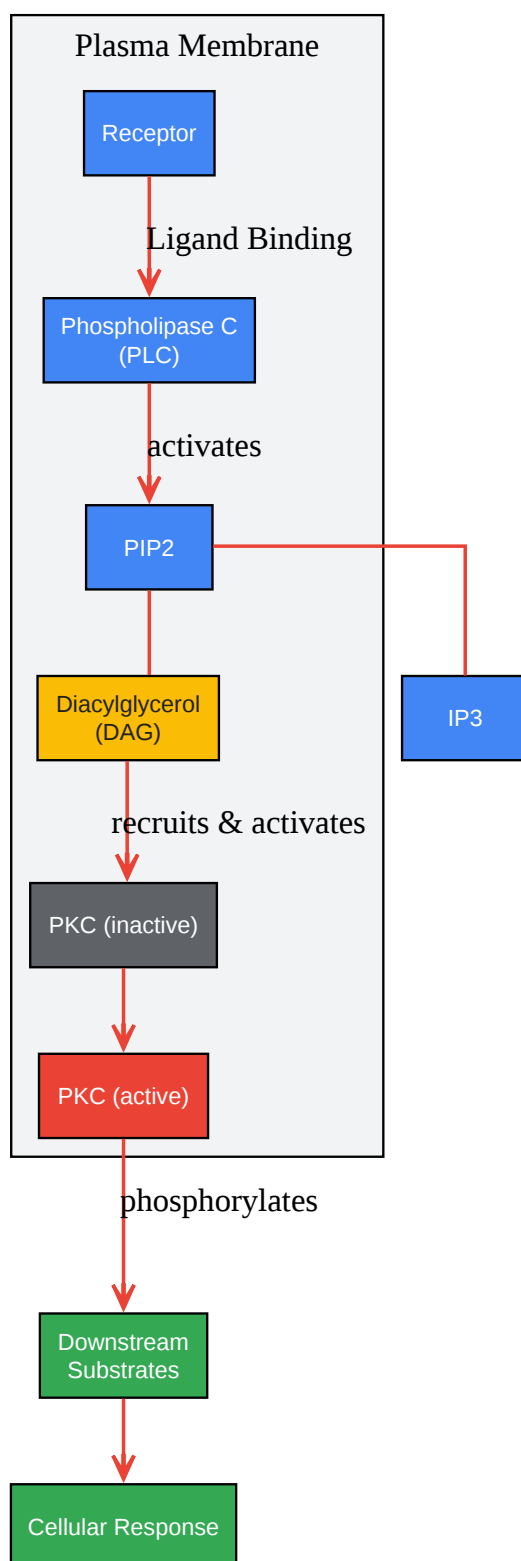 Plasma Membrane
Receptor
Ligand Binding
Phospholipase C
(PLC)
activates
PIP2
Diacylglycerol
(DAG)
IP3
recruits & activates
PKC (inactive)
PKC (active)
phosphorylates
Downstream
Substrates
Cellular Response